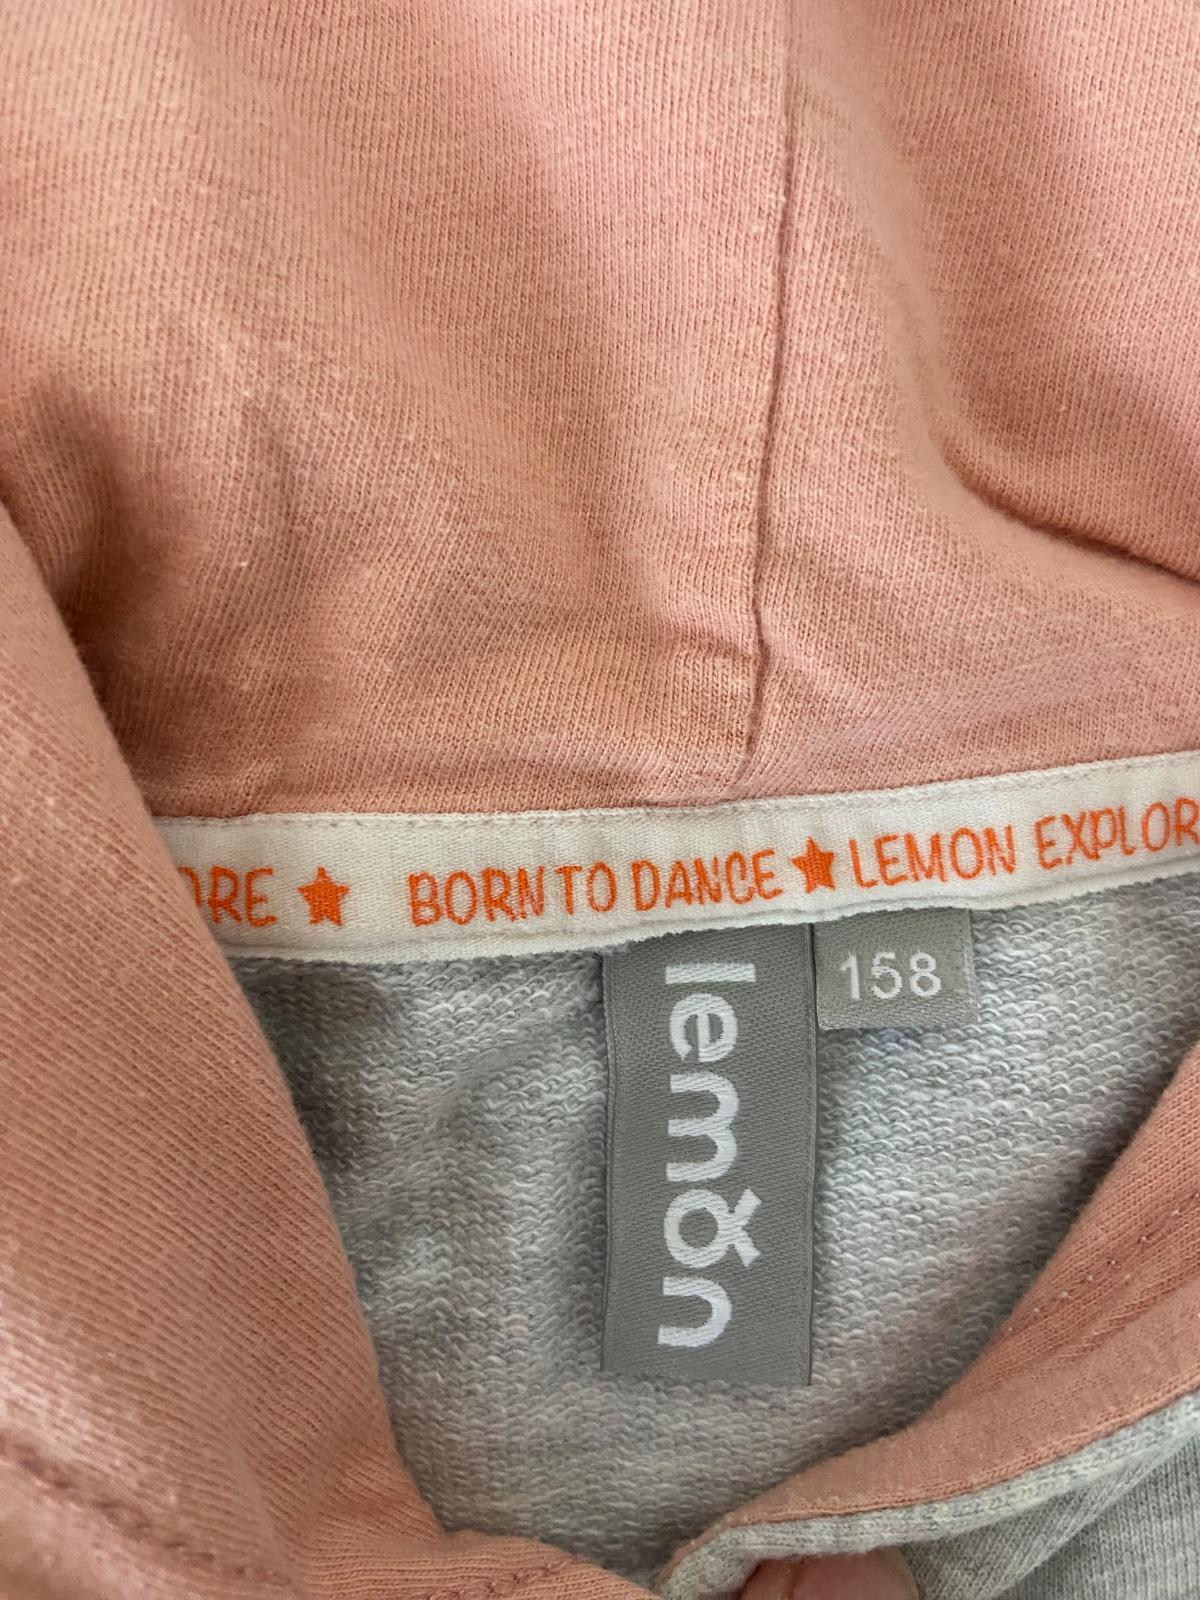 ORE ★ BORN TO DANCE ★ LEMON EXPLOR
158
lemon